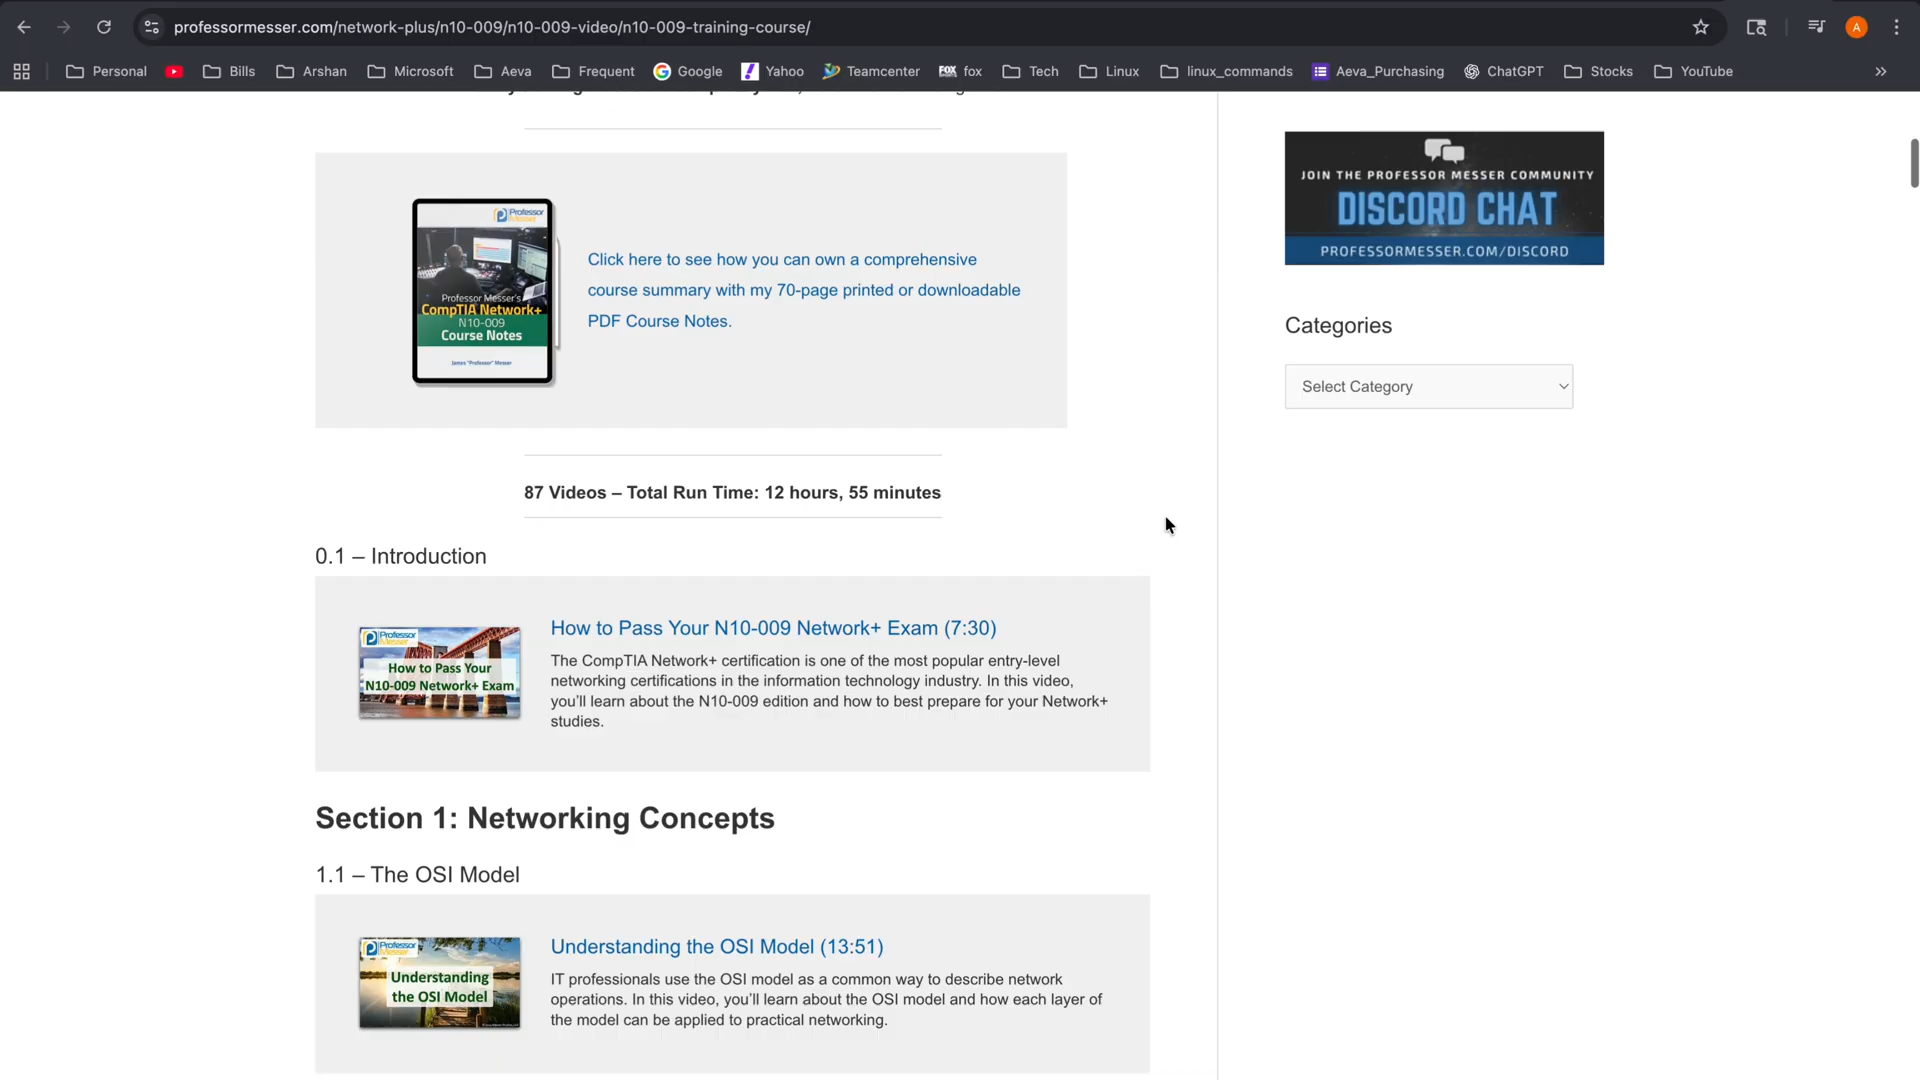 professormesser.com/network-plus/n10-009/n10-009-video/n10-009-training-course/
A
Personal
Bills
Arshan
Microsoft
Aeva
Frequent
Google
Yahoo
Teamcenter
FOX fox
Tech
Linux
linux_commands
Aeva_Purchasing
ChatGPT
Stocks
YouTube
»
Professor Messer
Professor Messer's
CompTIA Network+
N10-009
Course Notes
James "Professor" Messer
Click here to see how you can own a comprehensive
course summary with my 70-page printed or downloadable
PDF Course Notes.
JOIN THE PROFESSOR MESSER COMMUNITY
DISCORD CHAT
PROFESSORMESSER.COM/DISCORD
Categories
Select Category
87 Videos – Total Run Time: 12 hours, 55 minutes
0.1 – Introduction
Professor Messer
How to Pass Your
N10-009 Network+ Exam
How to Pass Your N10-009 Network+ Exam (7:30)
The CompTIA Network+ certification is one of the most popular entry-level
networking certifications in the information technology industry. In this video,
you'll learn about the N10-009 edition and how to best prepare for your Network+
studies.
Section 1: Networking Concepts
1.1 – The OSI Model
Professor Messer
Understanding
the OSI Model
Understanding the OSI Model (13:51)
IT professionals use the OSI model as a common way to describe network
operations. In this video, you'll learn about the OSI model and how each layer of
the model can be applied to practical networking.